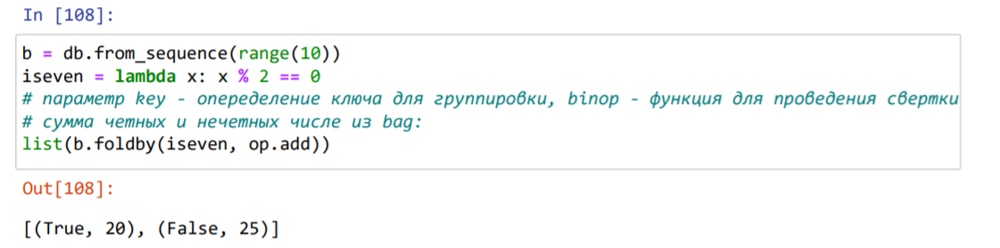 In [108]:
b = db.from_sequence(range(10))
iseven = lambda x: x % 2 == 0
# параметр key - опеределение ключа для группировки, binop - функция для проведения свертки
# сумма четных и нечетных числе из bag:
list(b.foldby(iseven, op.add))
Out[108]:
[(True, 20), (False, 25)]